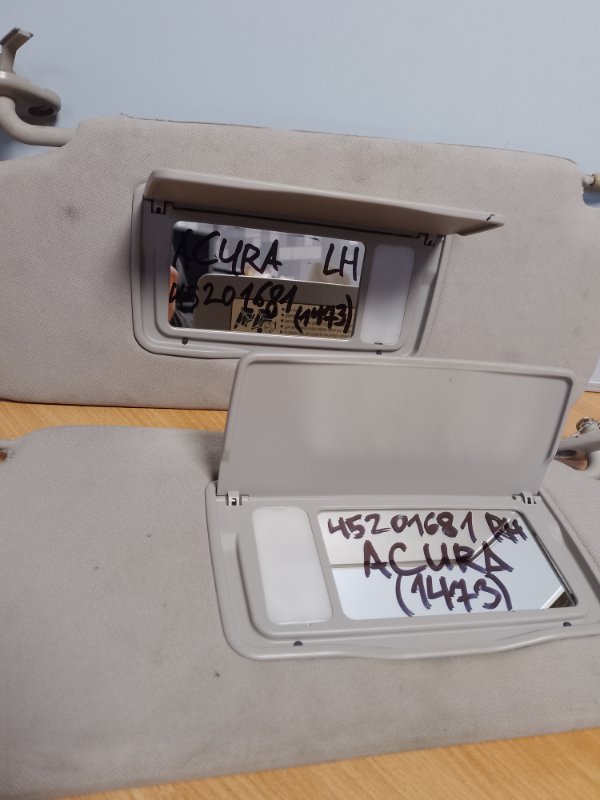 ACURA LH
45201681
(1473)
45201681 RH
ACURA
(1473)